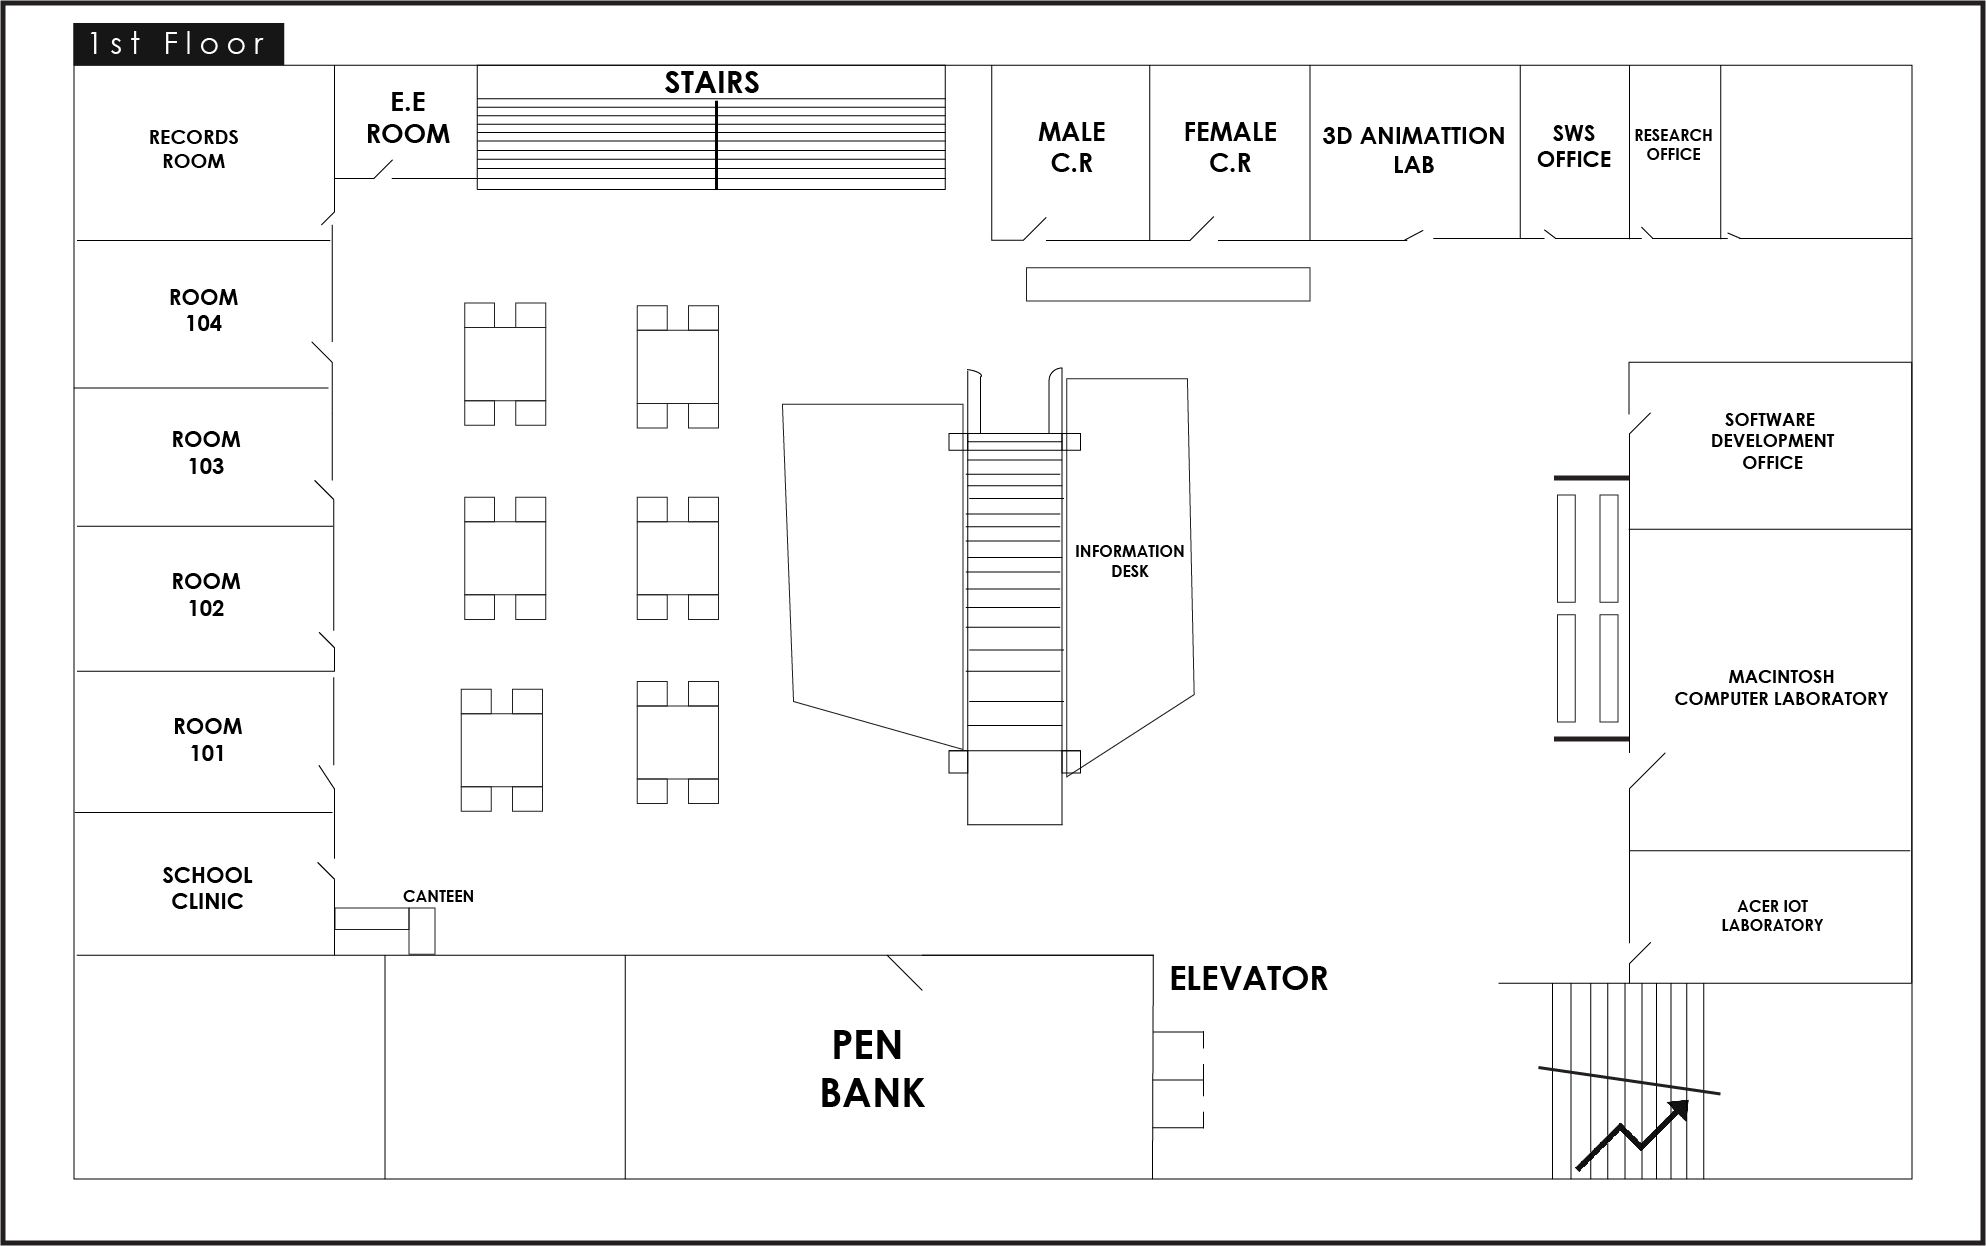 1st Floor
STAIRS
E.E
ROOM
RECORDS
ROOM
MALE
C.R
FEMALE
C.R
3D ANIMATTION
LAB
SWS
OFFICE
RESEARCH
OFFICE
ROOM
104
ROOM
103
ROOM
102
ROOM
101
SCHOOL
CLINIC
CANTEEN
INFORMATION
DESK
SOFTWARE
DEVELOPMENT
OFFICE
MACINTOSH
COMPUTER LABORATORY
ACER IOT
LABORATORY
ELEVATOR
PEN
BANK